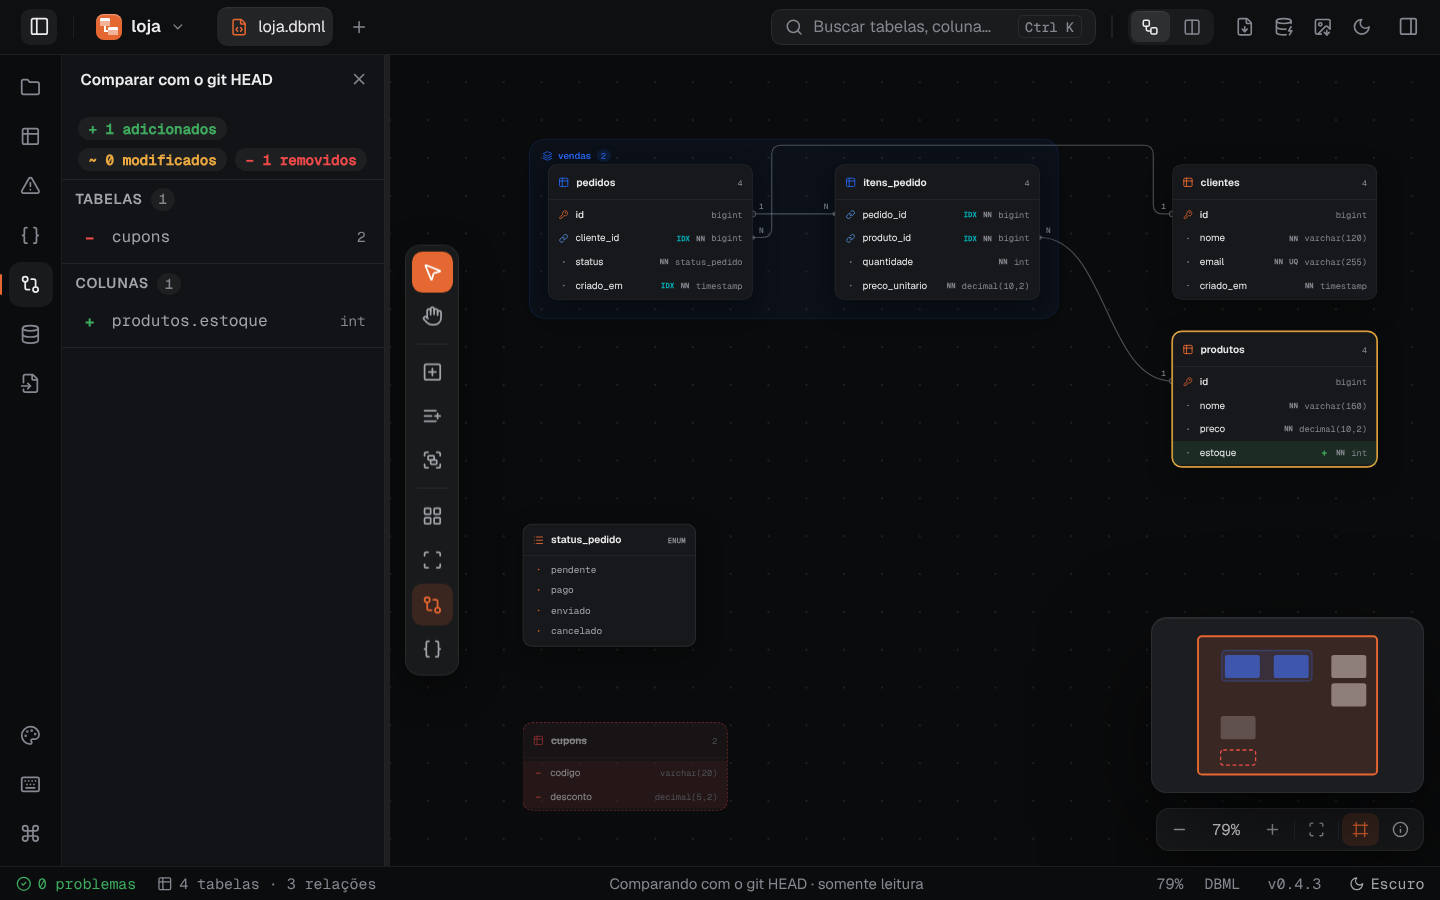 loja
loja.dbml
Buscar tabelas, coluna...
Ctrl K
Comparar com o git HEAD
+ 1 adicionados
~ 0 modificados
− 1 removidos
TABELAS 1
− cupons 2
COLUNAS 1
+ produtos.estoque int
vendas 2
pedidos 4
id bigint
cliente_id IDX NN bigint
status NN status_pedido
criado_em IDX NN timestamp
1
N
N
itens_pedido 4
pedido_id IDX NN bigint
produto_id IDX NN bigint
quantidade NN int
preco_unitario NN decimal(10,2)
N
1
clientes 4
id bigint
nome NN varchar(120)
email NN UQ varchar(255)
criado_em NN timestamp
1
produtos 4
id bigint
nome NN varchar(160)
preco NN decimal(10,2)
estoque + NN int
status_pedido ENUM
pendente
pago
enviado
cancelado
cupons 2
− codigo varchar(20)
− desconto decimal(5,2)
79%
0 problemas
4 tabelas · 3 relações
Comparando com o git HEAD · somente leitura
79%
DBML
v0.4.3
Escuro